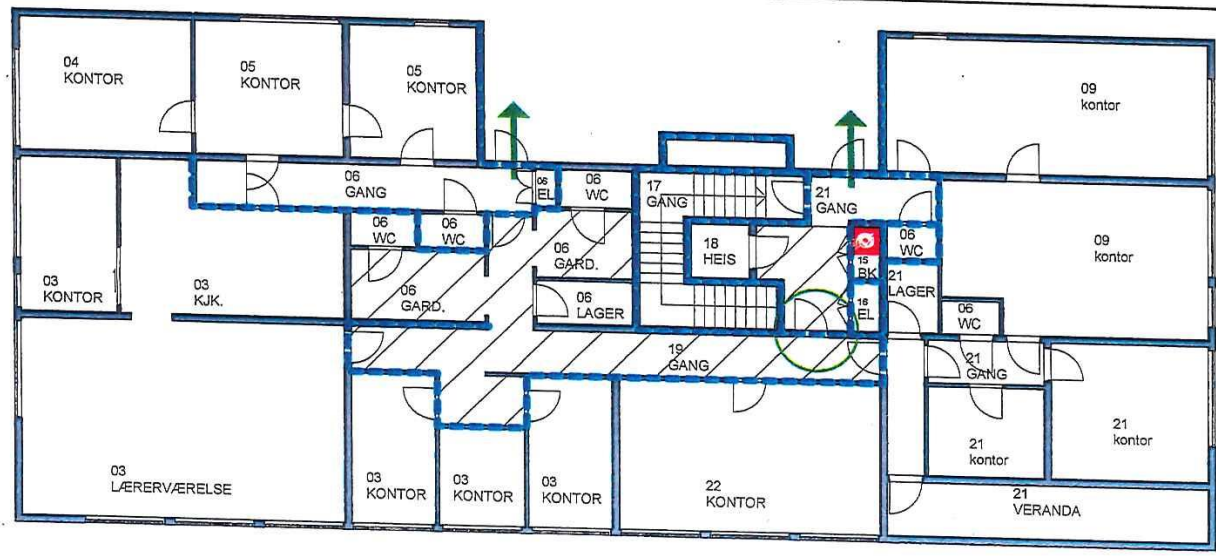 04
KONTOR
05
KONTOR
05
KONTOR
09
kontor
06
GANG
06
EL
06
WC
17
GANG
21
GANG
06
WC
06
WC
06
GARD.
18
HEIS
06
WC
09
kontor
03
KONTOR
03
KJK.
06
GARD.
06
LAGER
15
BK
21
LAGER
16
EL
06
WC
19
GANG
21
GANG
03
LÆRERVÆRELSE
03
KONTOR
03
KONTOR
03
KONTOR
22
KONTOR
21
kontor
21
kontor
21
VERANDA